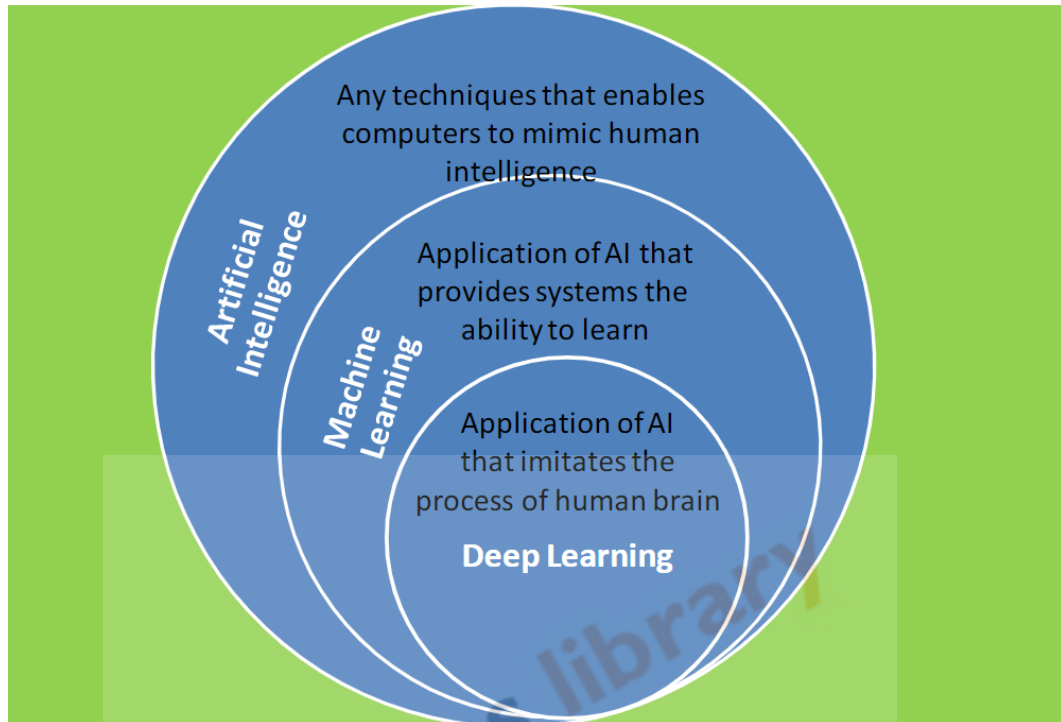 Any techniques that enables
computers to mimic human
intelligence
Artificial
Intelligence
Application of AI that
provides systems the
ability to learn
Machine
Learning
Application of AI
that imitates the
process of human brain
Deep Learning
library